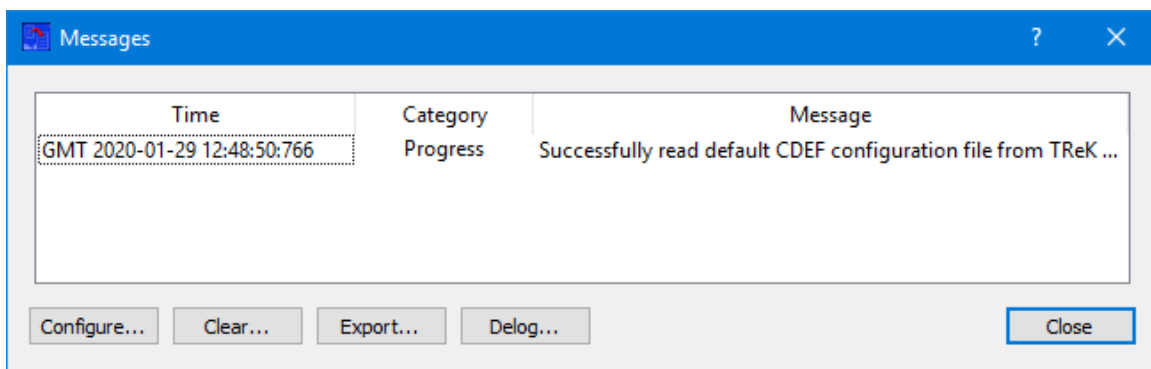 Messages
?
Time Category Message
GMT 2020-01-29 12:48:50:766 Progress Successfully read default CDEF configuration file from TReK ...
Configure... Clear... Export... Delog... Close